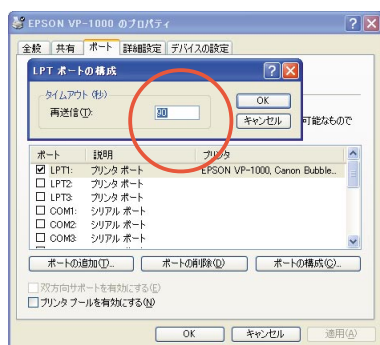 EPSON VP-1000 のプロパティ
全般 共有 ポート 詳細設定 デバイスの設定
LPT ポートの構成
タイムアウト (秒)
再送信(T): 90
OK
キャンセル
可能なもので
ポート 説明 プリンタ
LPT1: プリンタ ポート EPSON VP-1000, Canon Bubble...
LPT2: プリンタ ポート
LPT3: プリンタ ポート
COM1: シリアル ポート
COM2: シリアル ポート
COM3: シリアル ポート
ポートの追加(T)... ポートの削除(D) ポートの構成(C)...
双方向サポートを有効にする(E)
プリンタ プールを有効にする(N)
OK キャンセル 適用(A)